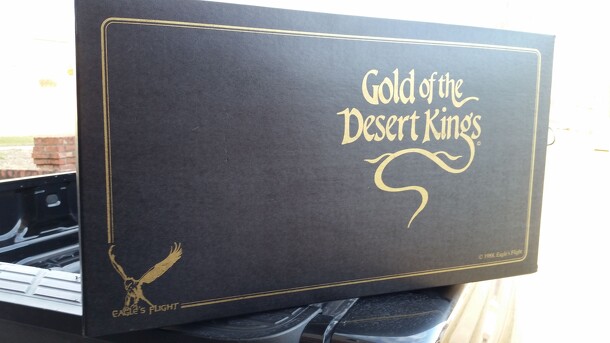 Gold of the
Desert Kings
©
© 1998, Eagle's Flight
EAGLE'S FLIGHT